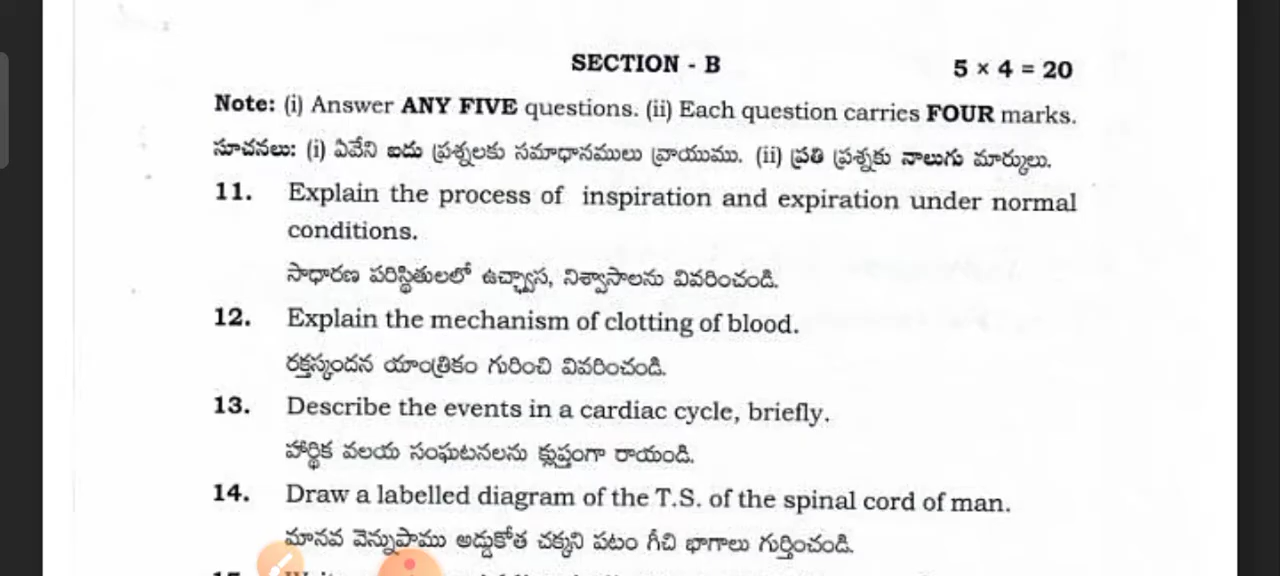 SECTION - B
5 × 4 = 20
Note: (i) Answer ANY FIVE questions. (ii) Each question carries FOUR marks.
సూచనలు: (i) ఏవేని ఐదు ప్రశ్నలకు సమాధానములు వ్రాయుము. (ii) ప్రతి ప్రశ్నకు నాలుగు మార్కులు.
11. Explain the process of inspiration and expiration under normal
conditions.
సాధారణ పరిస్థితులలో ఉచ్ఛ్వాస, నిశ్వాసాలను వివరించండి.
12. Explain the mechanism of clotting of blood.
రక్తస్కందన యాంత్రికం గురించి వివరించండి.
13. Describe the events in a cardiac cycle, briefly.
హార్థిక వలయ సంఘటనలను క్లుప్తంగా రాయండి.
14. Draw a labelled diagram of the T.S. of the spinal cord of man.
మానవ వెన్నుపాము అడ్డుకోత చక్కని పటం గీచి భాగాలు గుర్తించండి.